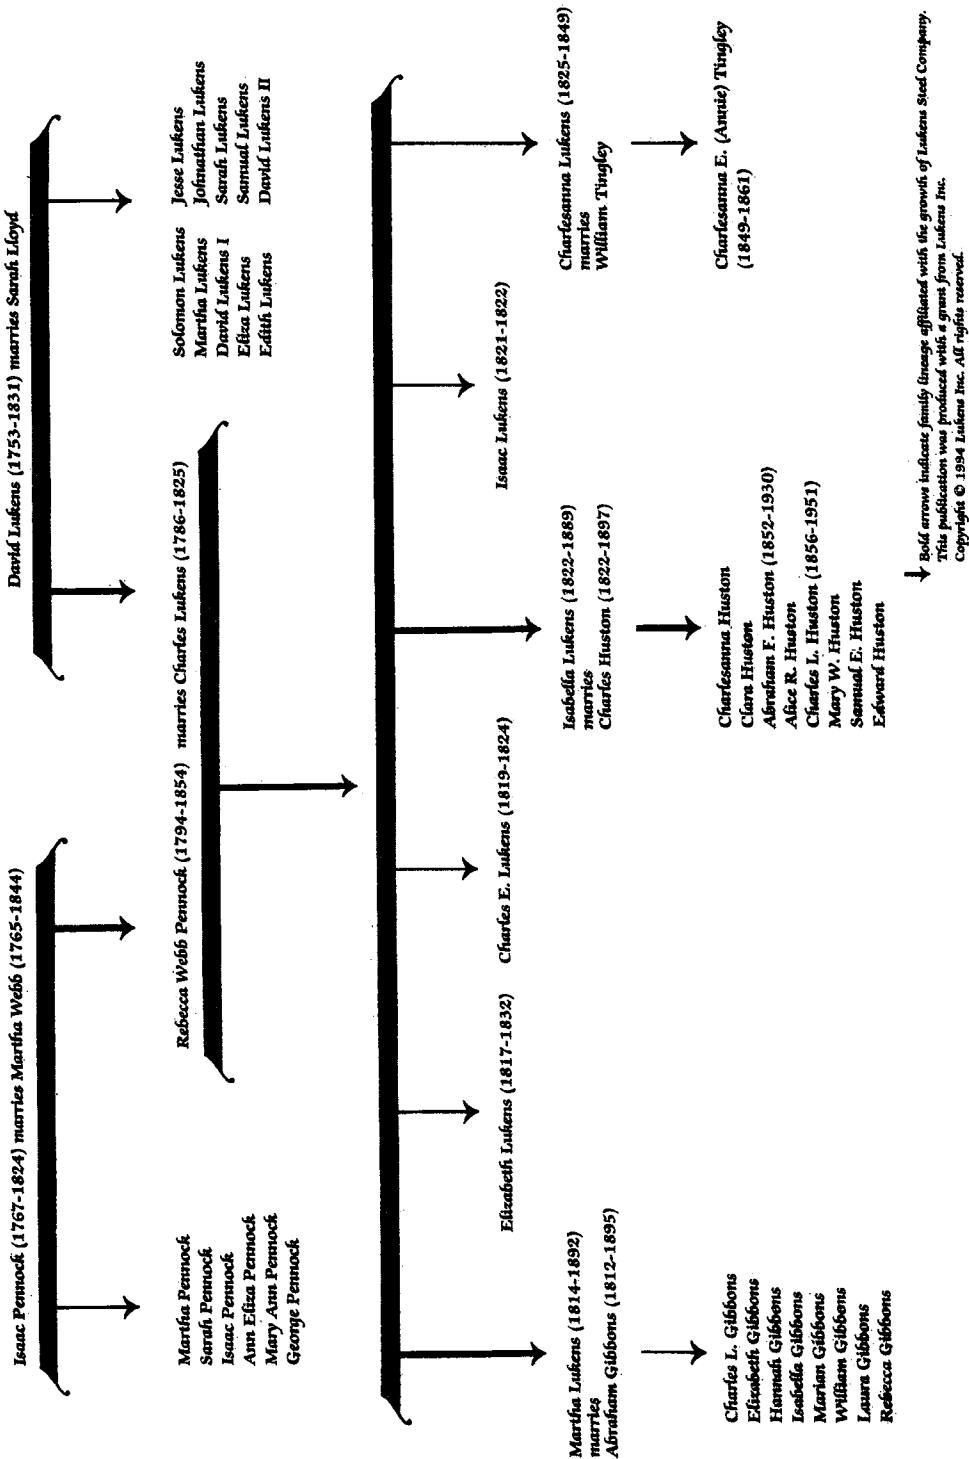 Isaac Pennock (1767-1824) marries Martha Webb (1765-1844)
David Lukens (1753-1831) marries Sarah Lloyd
Martha Pennock
Sarah Pennock
Isaac Pennock
Ann Eliza Pennock
Mary Ann Pennock
George Pennock
Rebecca Webb Pennock (1794-1854) marries Charles Lukens (1786-1825)
Solomon Lukens
Martha Lukens
David Lukens I
Eliza Lukens
Edith Lukens
Jesse Lukens
Johnathan Lukens
Sarah Lukens
Samual Lukens
David Lukens II
Martha Lukens (1814-1892)
marries
Abraham Gibbons (1812-1895)
Elizabeth Lukens (1817-1832)
Charles E. Lukens (1819-1824)
Isabella Lukens (1822-1889)
marries
Charles Huston (1822-1897)
Isaac Lukens (1821-1822)
Charlesanna Lukens (1825-1849)
marries
William Tingley
Charles L. Gibbons
Elizabeth Gibbons
Hannah Gibbons
Isabella Gibbons
Marian Gibbons
William Gibbons
Laura Gibbons
Rebecca Gibbons
Charlesanna Huston
Clara Huston
Abraham F. Huston (1852-1930)
Alice R. Huston
Charles L. Huston (1856-1951)
Mary W. Huston
Samual E. Huston
Edward Huston
Charlesanna E. (Annie) Tingley
(1849-1861)
Bold arrows indicate family lineage affiliated with the growth of Lukens Steel Company.
This publication was produced with a grant from Lukens Inc.
Copyright © 1994 Lukens Inc. All rights reserved.